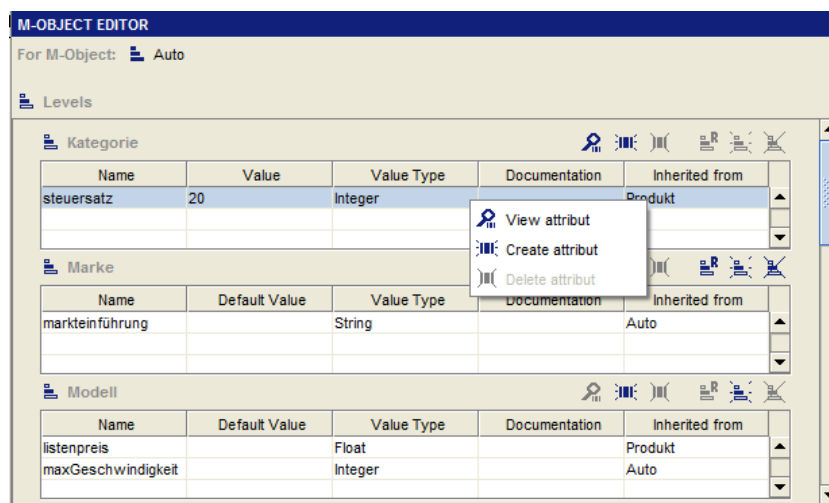 M-OBJECT EDITOR
For M-Object: Auto
Levels
Kategorie
Name Value Value Type Documentation Inherited from
steuersatz 20 Integer Produkt
View attribut
Create attribut
Delete attribut
Marke
Name Default Value Value Type Documentation Inherited from
markteinführung String Auto
Modell
Name Default Value Value Type Documentation Inherited from
listenpreis Float Produkt
maxGeschwindigkeit Integer Auto